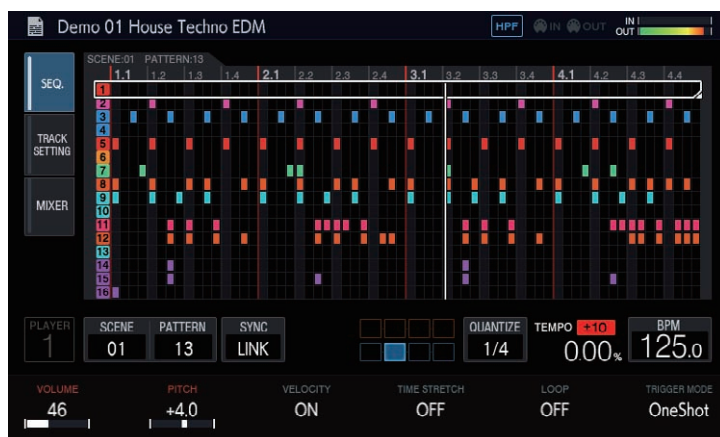 Demo 01 House Techno EDM
HPF IN OUT IN OUT
SCENE:01 PATTERN:13
1.1 1.2 1.3 1.4 2.1 2.2 2.3 2.4 3.1 3.2 3.3 3.4 4.1 4.2 4.3 4.4
SEQ.
TRACK
SETTING
MIXER
1
2
3
4
5
6
7
8
9
10
11
12
13
14
15
16
PLAYER
1
SCENE
01
PATTERN
13
SYNC
LINK
QUANTIZE
1/4
TEMPO ±10
0.00%
BPM
125.0
VOLUME
46
PITCH
+4.0
VELOCITY
ON
TIME STRETCH
OFF
LOOP
OFF
TRIGGER MODE
OneShot